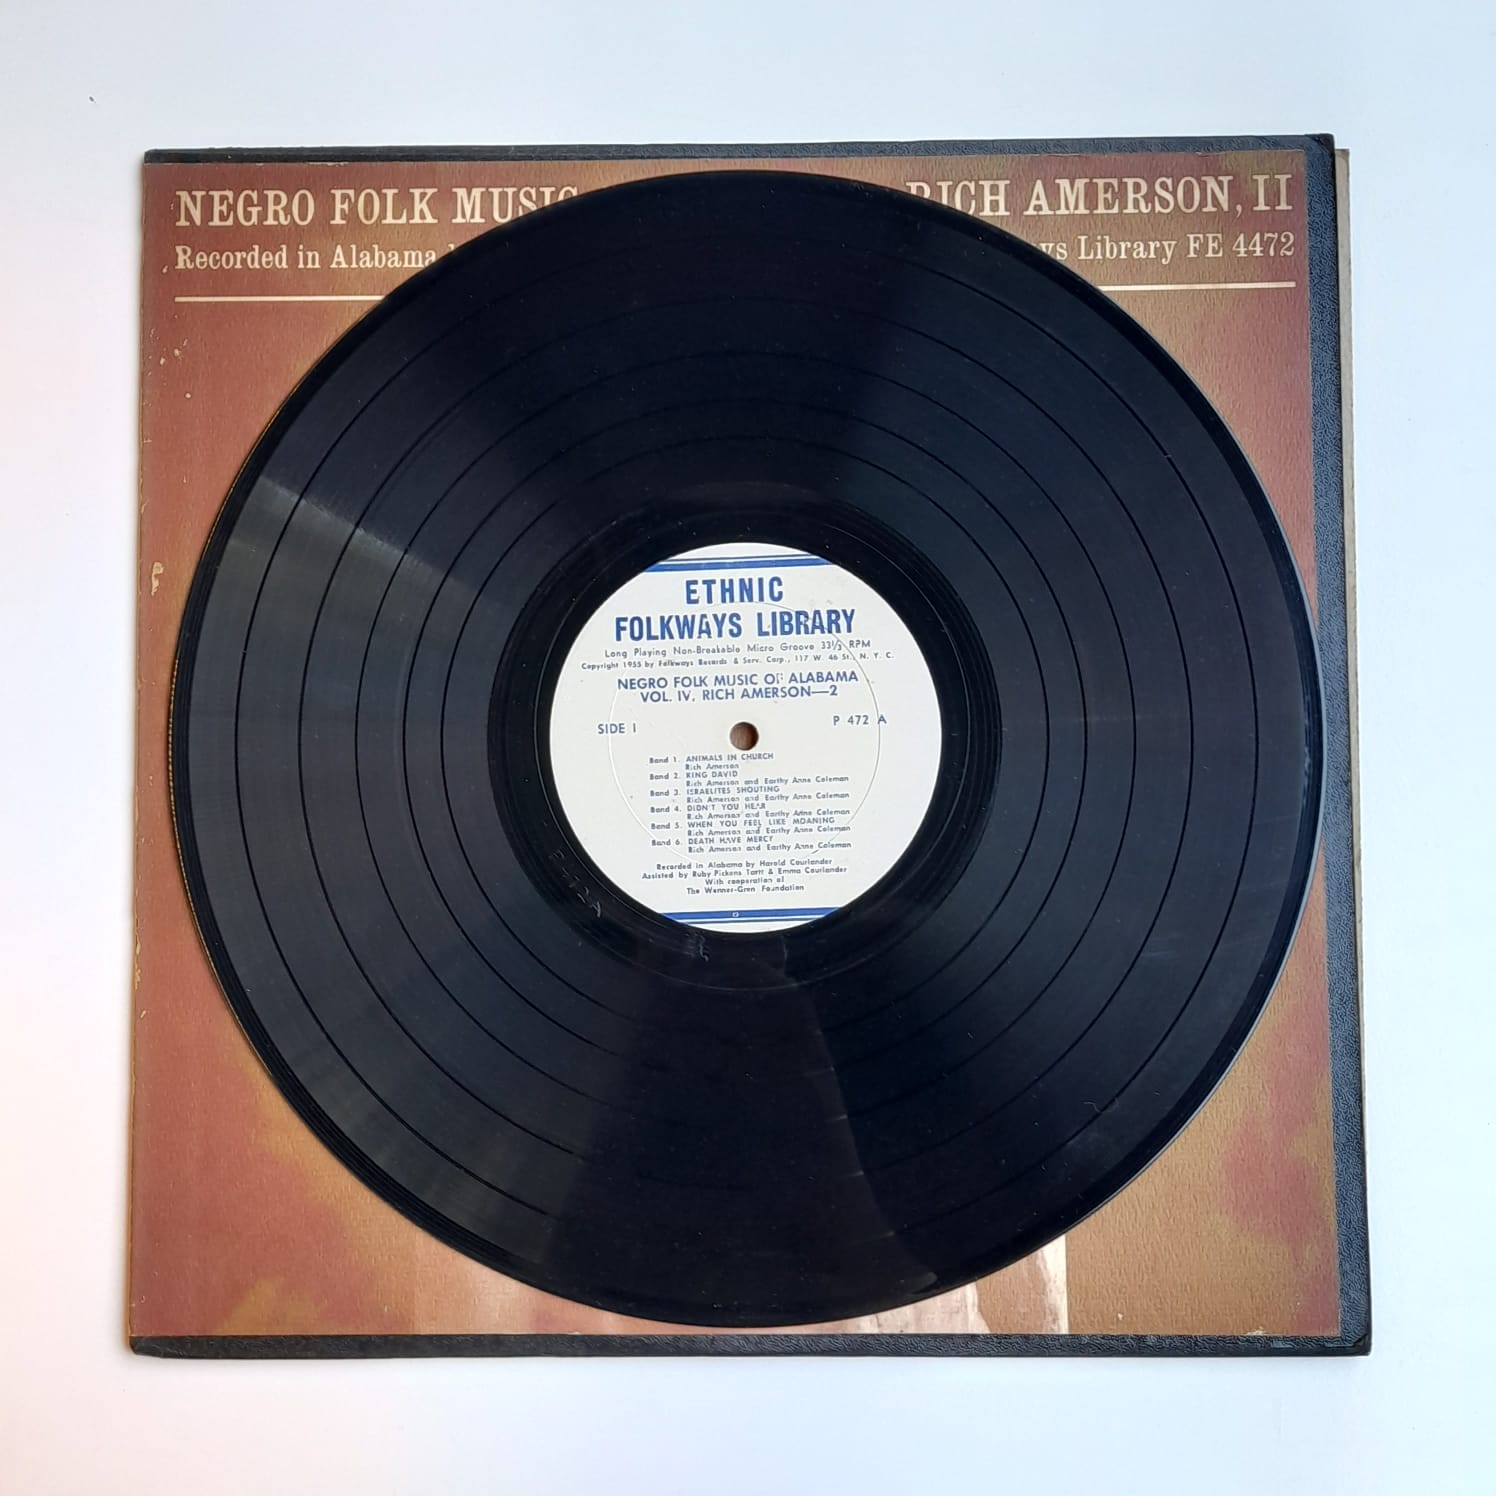 NEGRO FOLK MUSIC RICH AMERSON, II
Recorded in Alabama Library FE 4472
ETHNIC
FOLKWAYS LIBRARY
Long Playing Non-Breakable Micro Groove 33⅓ RPM
Copyright 1955 by Folkways Records & Serv. Corp., 117 W. 46 St., N. Y. C.
NEGRO FOLK MUSIC OF ALABAMA
VOL. IV, RICH AMERSON—2
SIDE I P 472 A
Band 1. ANIMALS IN CHURCH
Rich Amerson
Band 2. KING DAVID
Rich Amerson and Earthy Anne Coleman
Band 3. ISRAELITES SHOUTING
Rich Amerson and Earthy Anne Coleman
Band 4. DIDN'T YOU HEAR
Rich Amerson and Earthy Anne Coleman
Band 5. WHEN YOU FEEL LIKE MOANING
Rich Amerson and Earthy Anne Coleman
Band 6. DEATH HAVE MERCY
Rich Amerson and Earthy Anne Coleman
Recorded in Alabama by Harold Courlander
Assisted by Ruby Pickens Tartt & Emma Courlander
With cooperation of
The Wenner-Gren Foundation